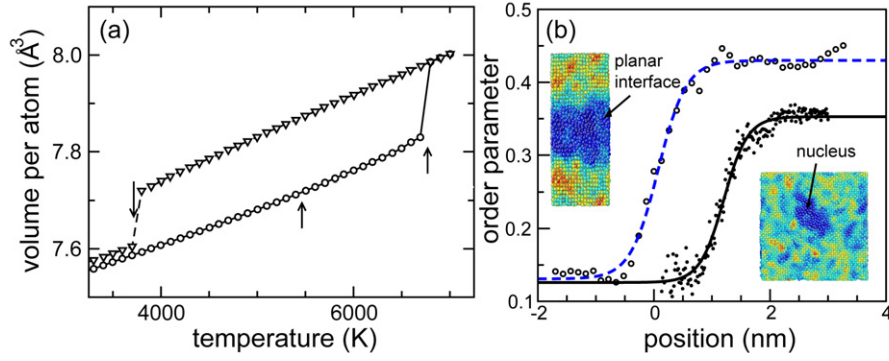 (a)
volume per atom (Å³)
8.0
7.8
7.6
4000
6000
temperature (K)
(b)
order parameter
0.5
0.4
0.3
0.2
0.1
planar
interface
nucleus
-2
0
2
4
position (nm)